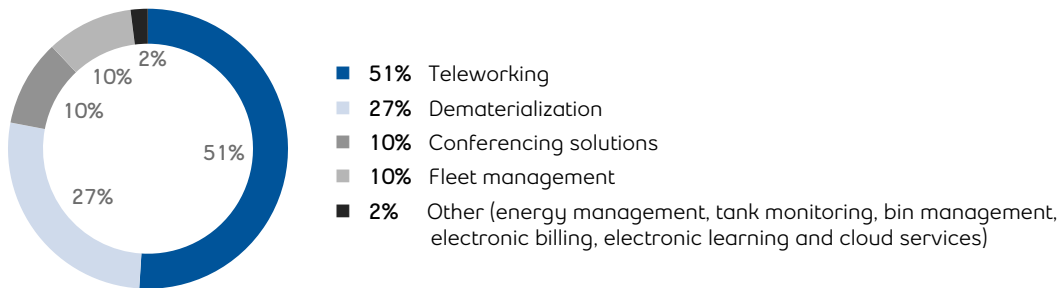 2%
10%
10%
51%
27%
51% Teleworking
27% Dematerialization
10% Conferencing solutions
10% Fleet management
2% Other (energy management, tank monitoring, bin management,
electronic billing, electronic learning and cloud services)